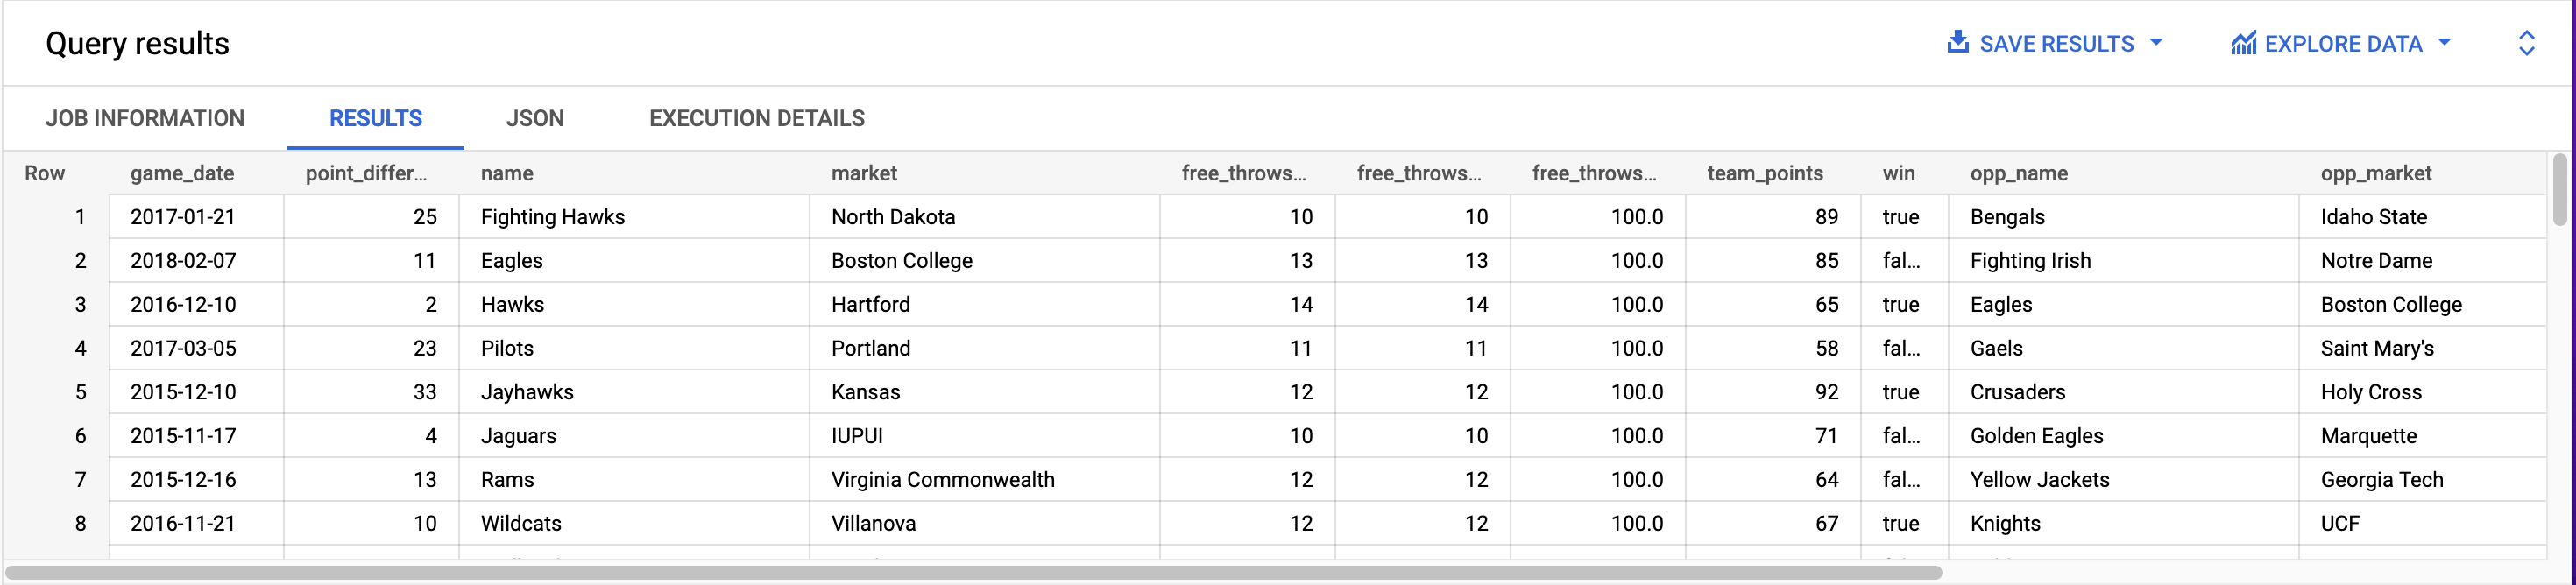 Query results SAVE RESULTS EXPLORE DATA
JOB INFORMATION RESULTS JSON EXECUTION DETAILS
Row game_date point_differ... name market free_throws... free_throws... free_throws... team_points win opp_name opp_market
1 2017-01-21 25 Fighting Hawks North Dakota 10 10 100.0 89 true Bengals Idaho State
2 2018-02-07 11 Eagles Boston College 13 13 100.0 85 fal... Fighting Irish Notre Dame
3 2016-12-10 2 Hawks Hartford 14 14 100.0 65 true Eagles Boston College
4 2017-03-05 23 Pilots Portland 11 11 100.0 58 fal... Gaels Saint Mary's
5 2015-12-10 33 Jayhawks Kansas 12 12 100.0 92 true Crusaders Holy Cross
6 2015-11-17 4 Jaguars IUPUI 10 10 100.0 71 fal... Golden Eagles Marquette
7 2015-12-16 13 Rams Virginia Commonwealth 12 12 100.0 64 fal... Yellow Jackets Georgia Tech
8 2016-11-21 10 Wildcats Villanova 12 12 100.0 67 true Knights UCF